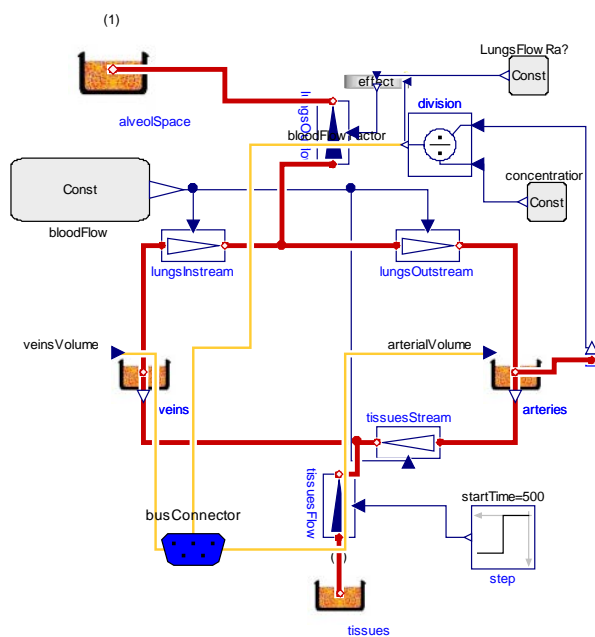 (1)
LungsFlow Ra?
Const
effect
division
alveolSpace
bloodFlowFactor
concentration
Const
Const
bloodFlow
lungsInstream
lungsOutstream
veinsVolume
arterialVolume
veins
arteries
tissuesStream
tissuesFlow
startTime=500
busConnector
step
tissues